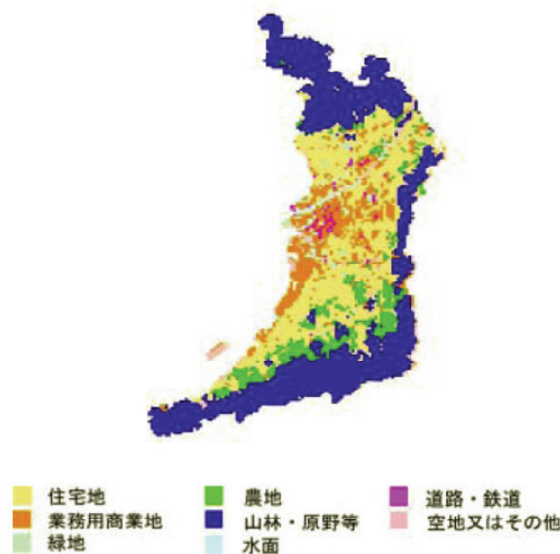 住宅地
農地
道路・鉄道
業務用商業地
山林・原野等
空地又はその他
緑地
水面